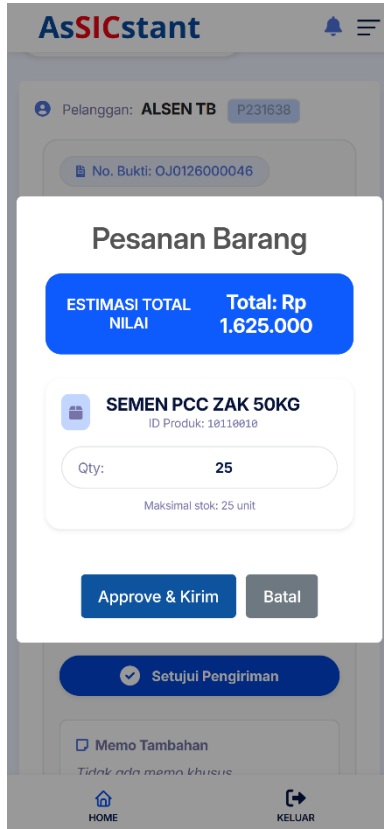 AsSICstant
Pelanggan: ALSEN TB P231638
No. Bukti: OJ0126000046
Pesanan Barang
ESTIMASI TOTAL
NILAI
Total: Rp
1.625.000
SEMEN PCC ZAK 50KG
ID Produk: 10110010
Qty: 25
Maksimal stok: 25 unit
Approve & Kirim Batal
Setujui Pengiriman
Memo Tambahan
Tidak ada memo khusus
HOME KELUAR